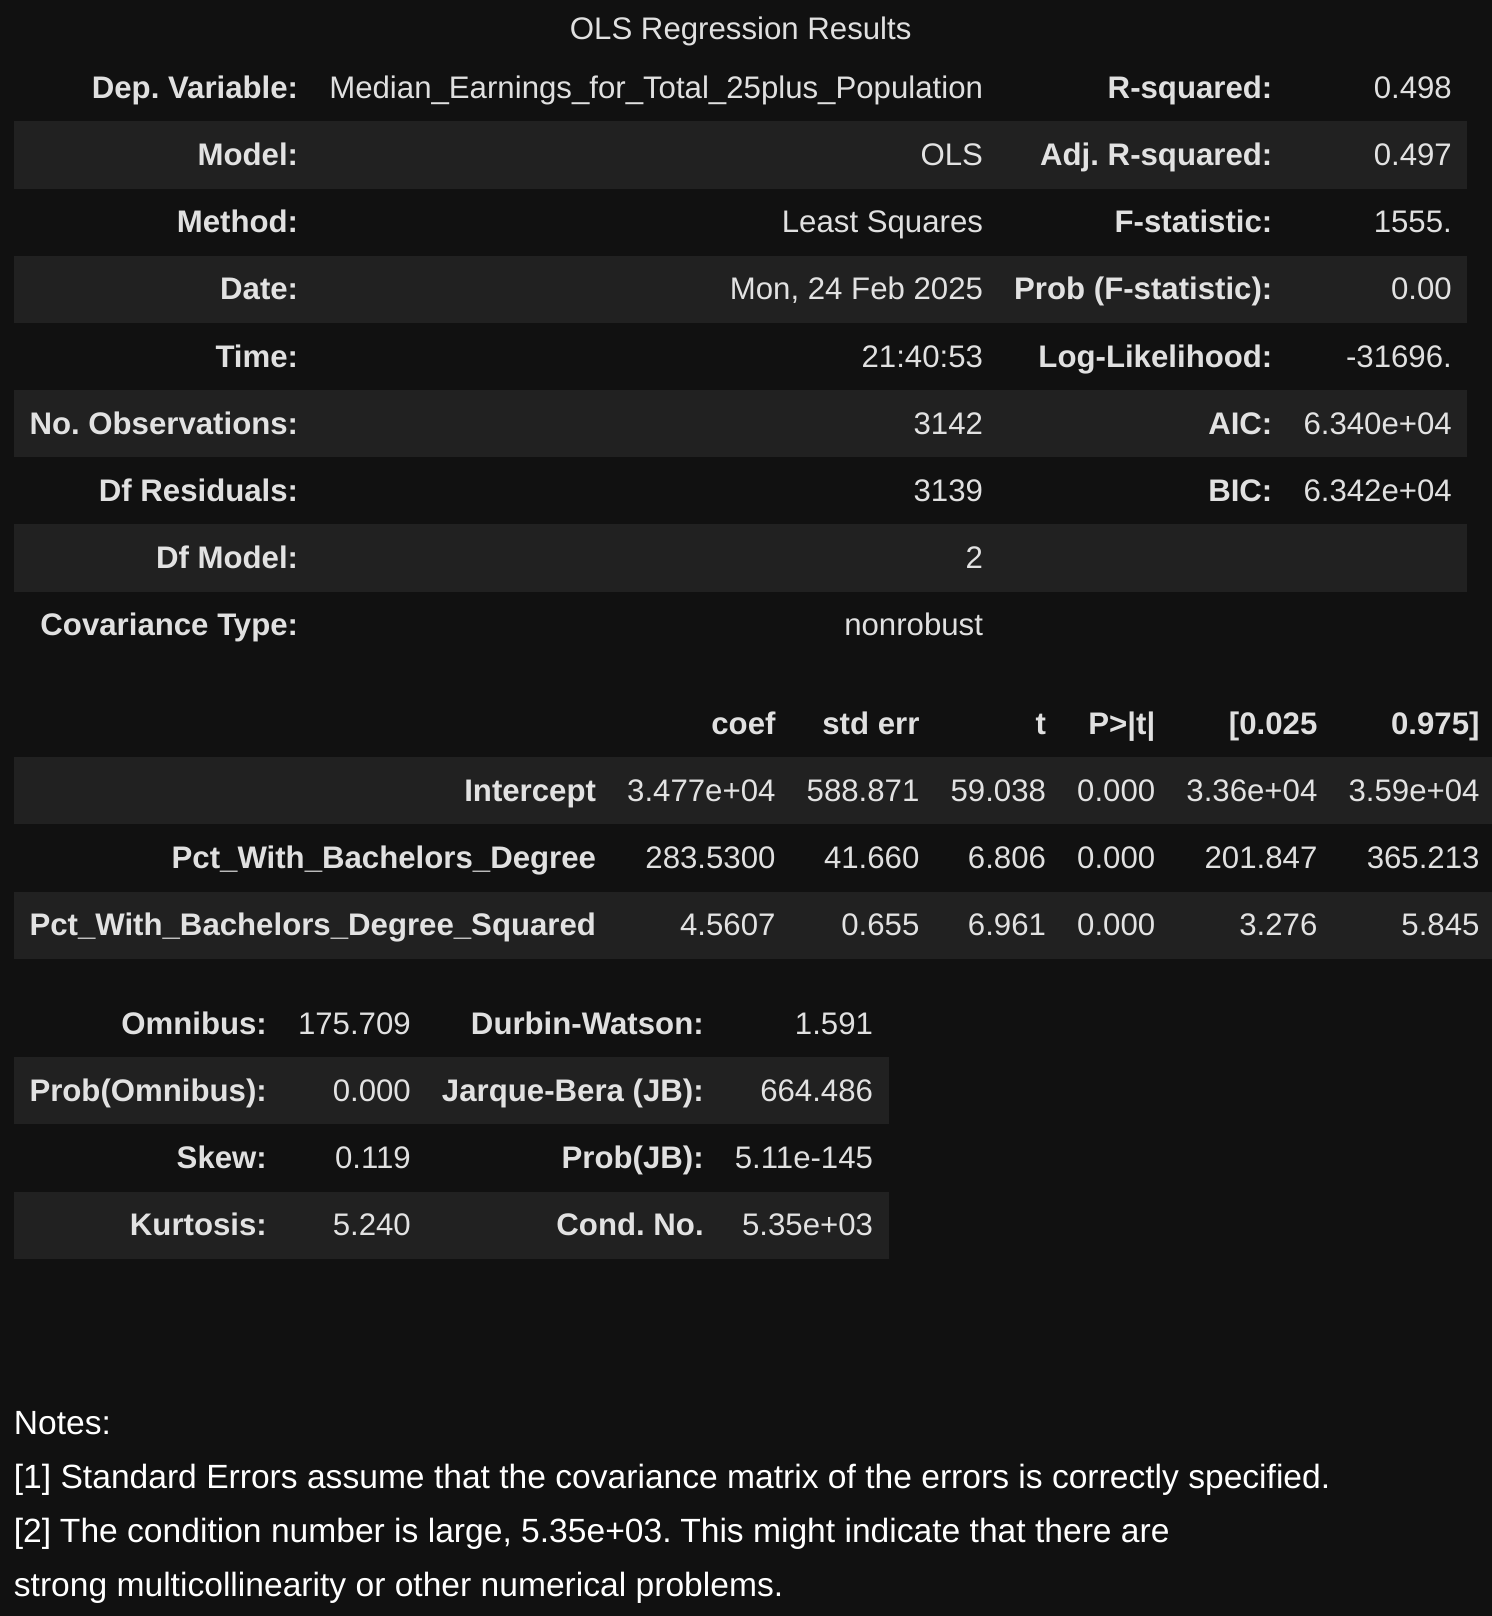 OLS Regression Results
Dep. Variable: Median_Earnings_for_Total_25plus_Population R-squared: 0.498
Model: OLS Adj. R-squared: 0.497
Method: Least Squares F-statistic: 1555.
Date: Mon, 24 Feb 2025 Prob (F-statistic): 0.00
Time: 21:40:53 Log-Likelihood: -31696.
No. Observations: 3142 AIC: 6.340e+04
Df Residuals: 3139 BIC: 6.342e+04
Df Model: 2
Covariance Type: nonrobust
coef std err t P>|t| [0.025 0.975]
Intercept 3.477e+04 588.871 59.038 0.000 3.36e+04 3.59e+04
Pct_With_Bachelors_Degree 283.5300 41.660 6.806 0.000 201.847 365.213
Pct_With_Bachelors_Degree_Squared 4.5607 0.655 6.961 0.000 3.276 5.845
Omnibus: 175.709 Durbin-Watson: 1.591
Prob(Omnibus): 0.000 Jarque-Bera (JB): 664.486
Skew: 0.119 Prob(JB): 5.11e-145
Kurtosis: 5.240 Cond. No. 5.35e+03
Notes:
[1] Standard Errors assume that the covariance matrix of the errors is correctly specified.
[2] The condition number is large, 5.35e+03. This might indicate that there are
strong multicollinearity or other numerical problems.